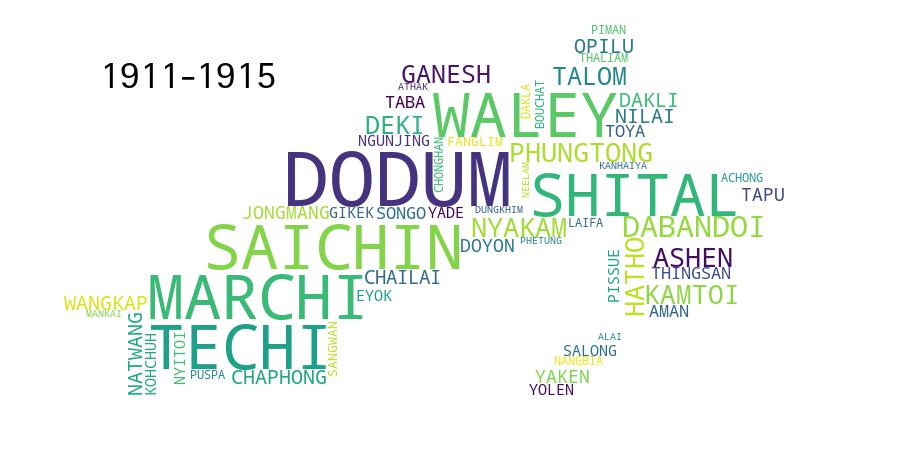 PIMAN
OPILU
THALIAM
1911-1915
GANESH
TALOM
ATHAK
DAKLA
BOUCHAT
TABA
WALEY
DAKLI
NILAI
DEKI
TOYA
NGUNJING
FANGLIM
CHONGHAN
PHUNGTONG
KANHAIYA
DODUM
NEELAM
SHITAL
ACHONG
TAPU
JONGMANG
GIKEK
SONGO
YADE
DUNGKHIM
NYAKAM
LAIFA
DABANDOI
SAICHIN
DOYON
PHETUNG
HATHO
ASHEN
PISSUE
THINGSAN
CHAILAI
MARCHI
EYOK
KAMTOI
WANGKAP
MANKAI
AMAN
NATWANG
KOHCHUH
TECHI
NYITOI
SANGWAN
ALAI
SALONG
NANGBIA
PUSPA
CHAPHONG
YAKEN
YOLEN